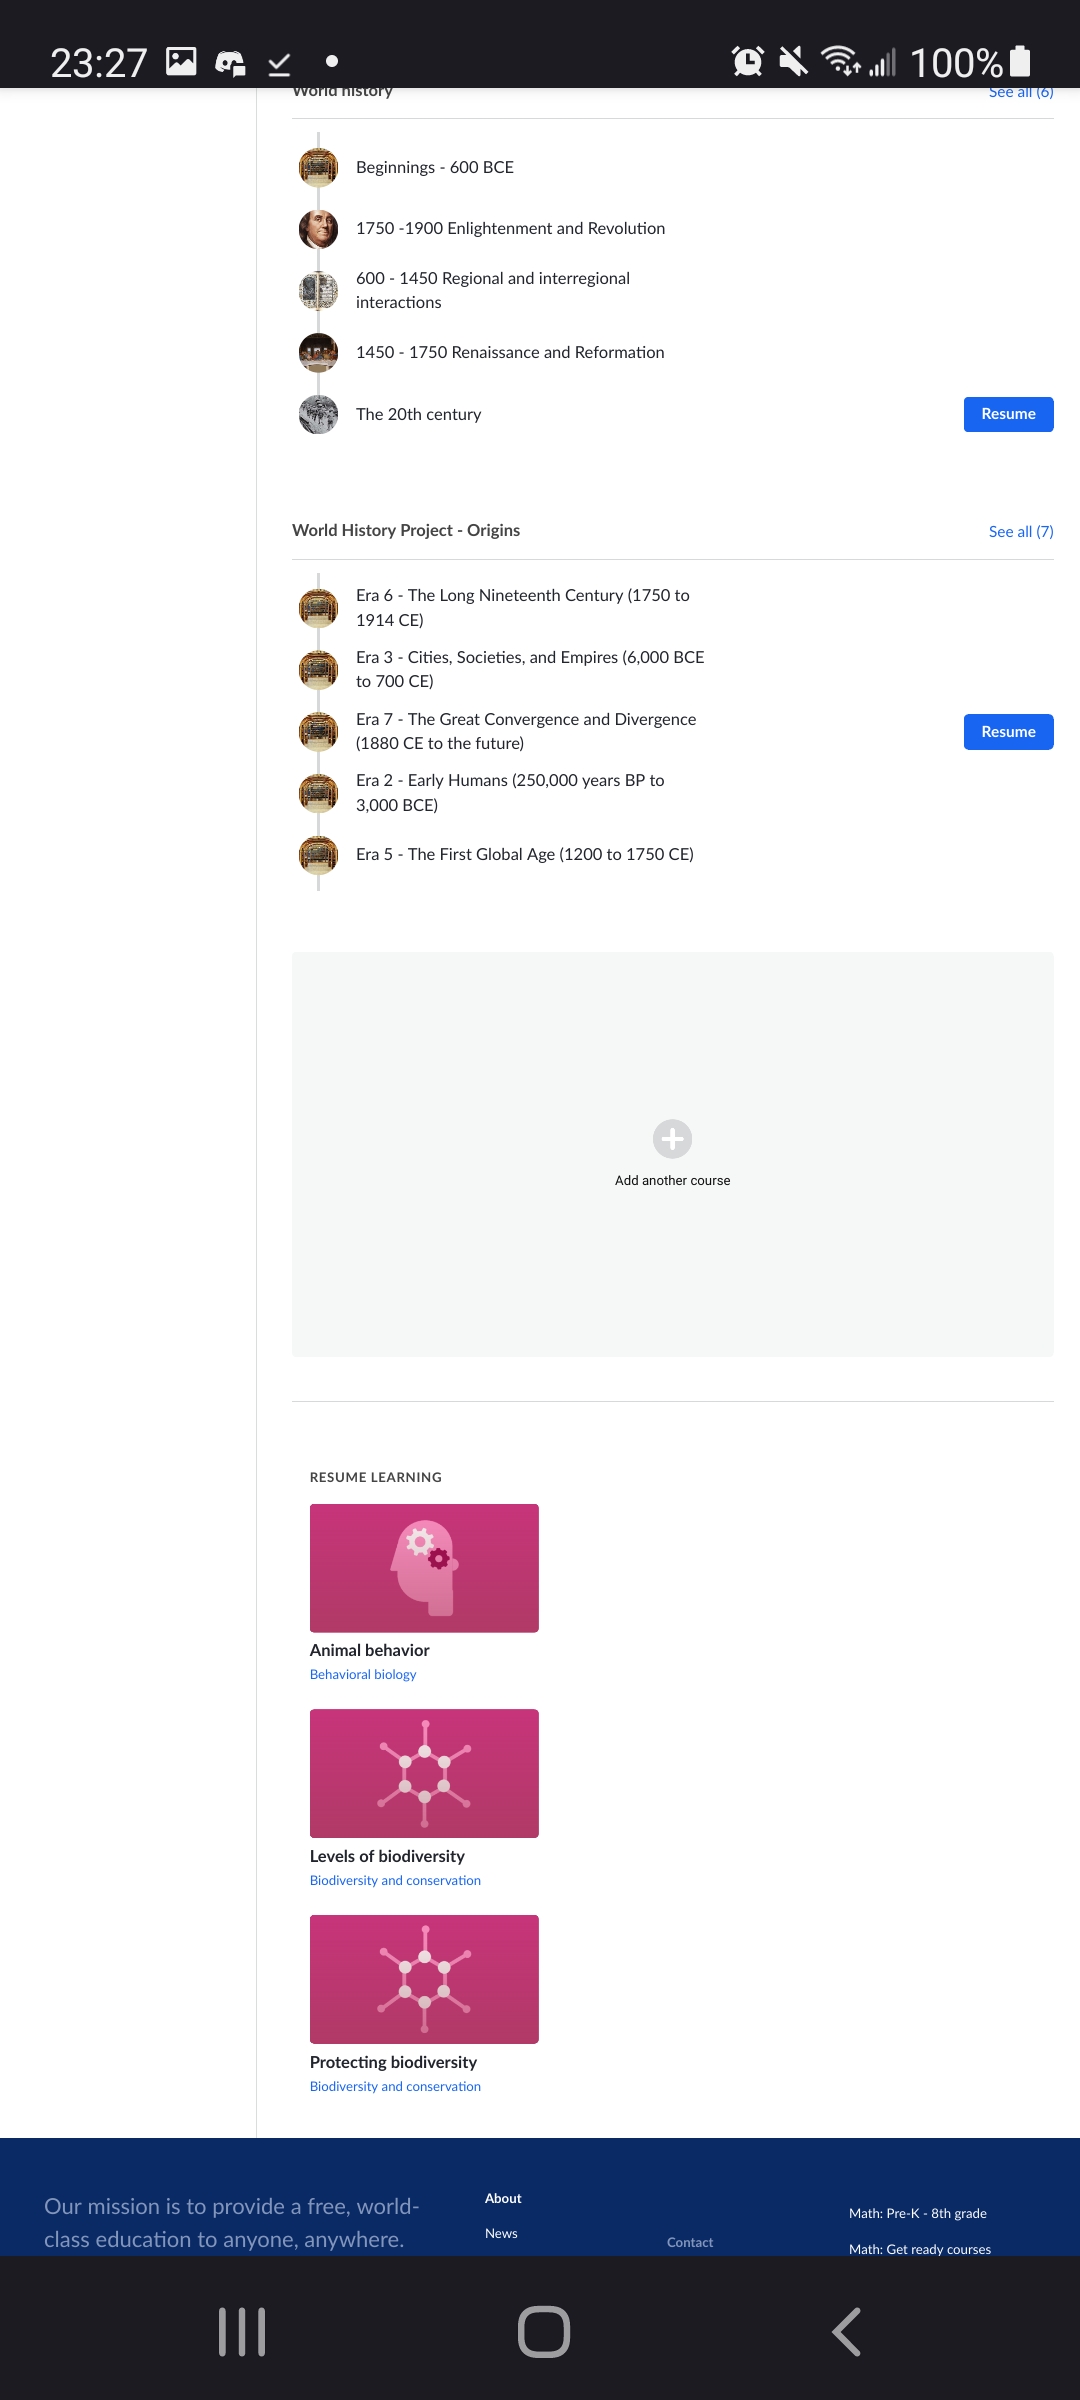 23:27
100%
World history
See all (6)
Beginnings - 600 BCE
1750 -1900 Enlightenment and Revolution
600 - 1450 Regional and interregional
interactions
1450 - 1750 Renaissance and Reformation
The 20th century
Resume
World History Project - Origins
See all (7)
Era 6 - The Long Nineteenth Century (1750 to
1914 CE)
Era 3 - Cities, Societies, and Empires (6,000 BCE
to 700 CE)
Era 7 - The Great Convergence and Divergence
(1880 CE to the future)
Resume
Era 2 - Early Humans (250,000 years BP to
3,000 BCE)
Era 5 - The First Global Age (1200 to 1750 CE)
Add another course
RESUME LEARNING
Animal behavior
Behavioral biology
Levels of biodiversity
Biodiversity and conservation
Protecting biodiversity
Biodiversity and conservation
Our mission is to provide a free, world-
class education to anyone, anywhere.
About
News
Contact
Math: Pre-K - 8th grade
Math: Get ready courses